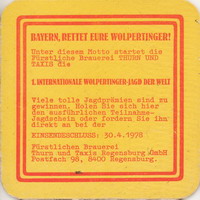 BAYERN, RETTET EURE WOLPERTINGER!
Unter diesem Motto startet die
Fürstliche Brauerei THURN UND
TAXIS die
1. INTERNATIONALE WOLPERTINGER-JAGD DER WELT
Viele tolle Jagdprämien sind zu
gewinnen. Holen Sie sich hier
den ausführlichen Teilnahme-
Jagdschein oder fordern Sie ihn
direkt an bei der
EINSENDESCHLUSS: 30.4.1978
Fürstlichen Brauerei
Thurn und Taxis Regensburg GmbH
Postfach 98, 8400 Regensburg.